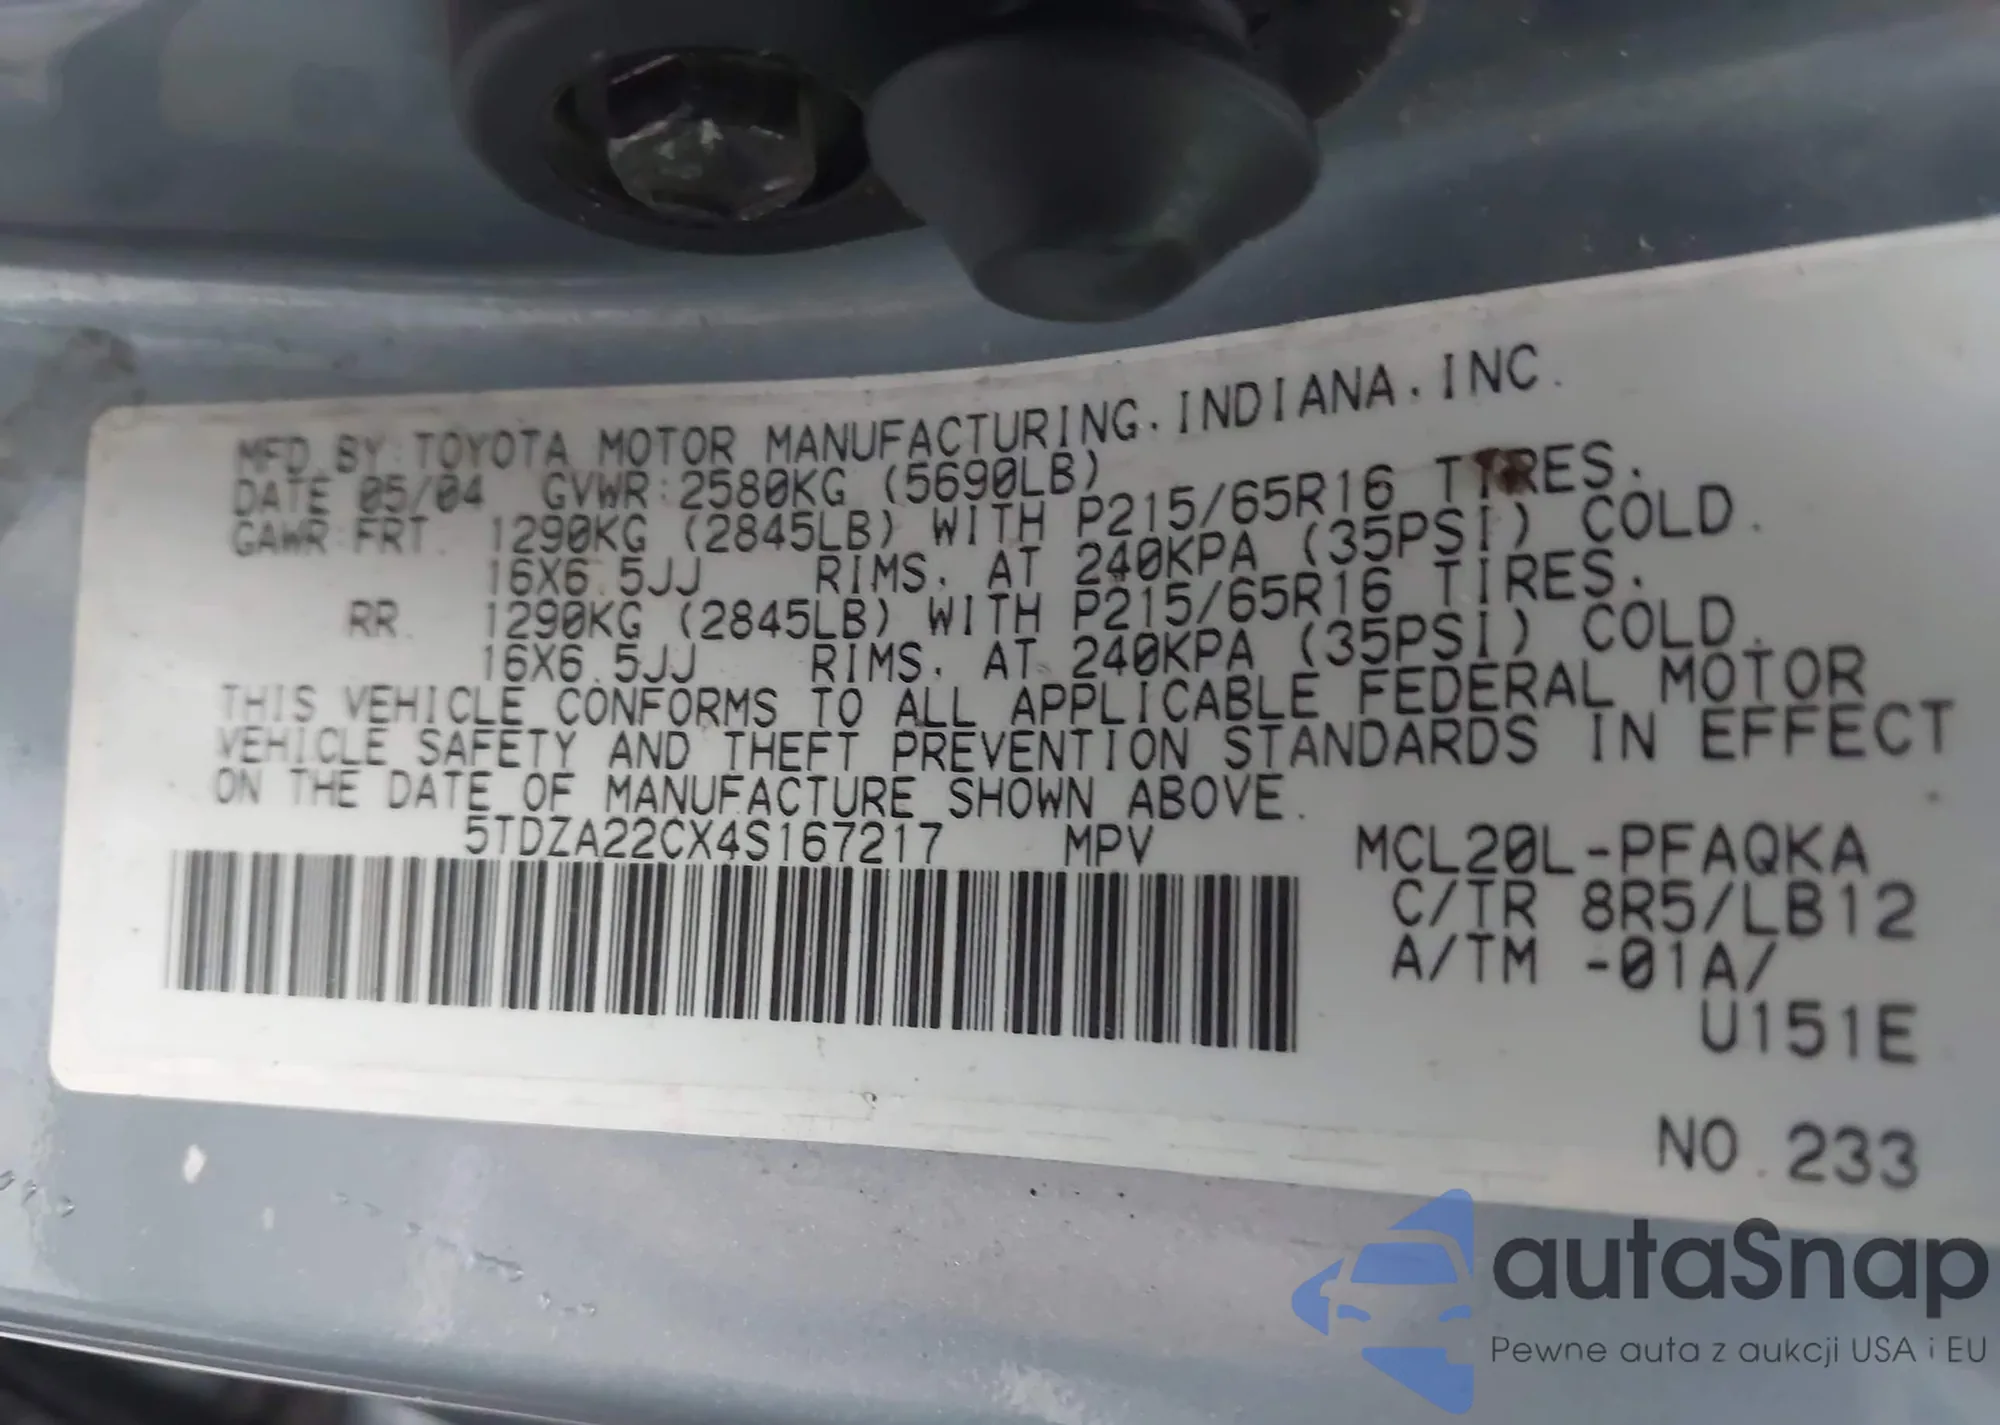 MFD. BY: TOYOTA MOTOR MANUFACTURING. INDIANA. INC.
DATE 05/04 GVWR: 2580KG (5690LB)
GAWR: FRT. 1290KG (2845LB) WITH P215/65R16 TIRES.
16X6.5JJ RIMS. AT 240KPA (35PSI) COLD.
RR. 1290KG (2845LB) WITH P215/65R16 TIRES.
16X6.5JJ RIMS. AT 240KPA (35PSI) COLD.
THIS VEHICLE CONFORMS TO ALL APPLICABLE FEDERAL MOTOR
VEHICLE SAFETY AND THEFT PREVENTION STANDARDS IN EFFECT
ON THE DATE OF MANUFACTURE SHOWN ABOVE.
5TDZA22CX4S167217 MPV MCL20L-PFAQKA
C/TR 8R5/LB12
A/TM -01A/
U151E
NO.233
autaSnap
Pewne auta z aukcji USA i EU